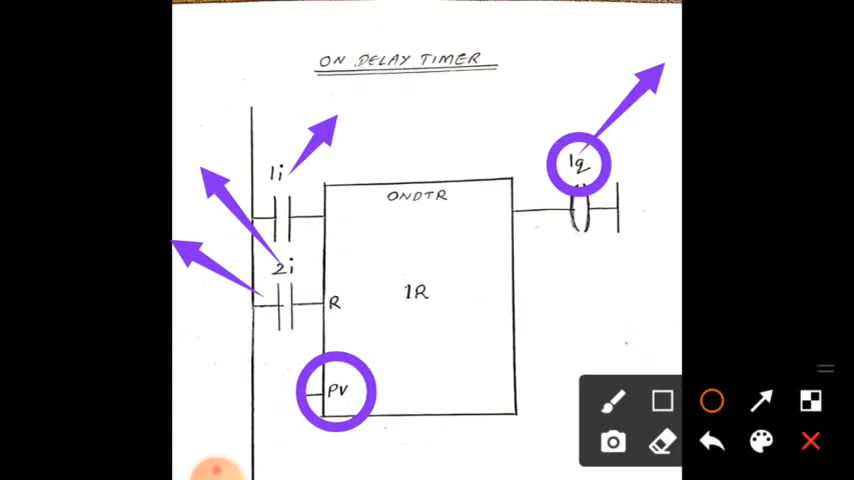 ON DELAY TIMER
1i
1q
ONDTR
2i
1R
R
PV